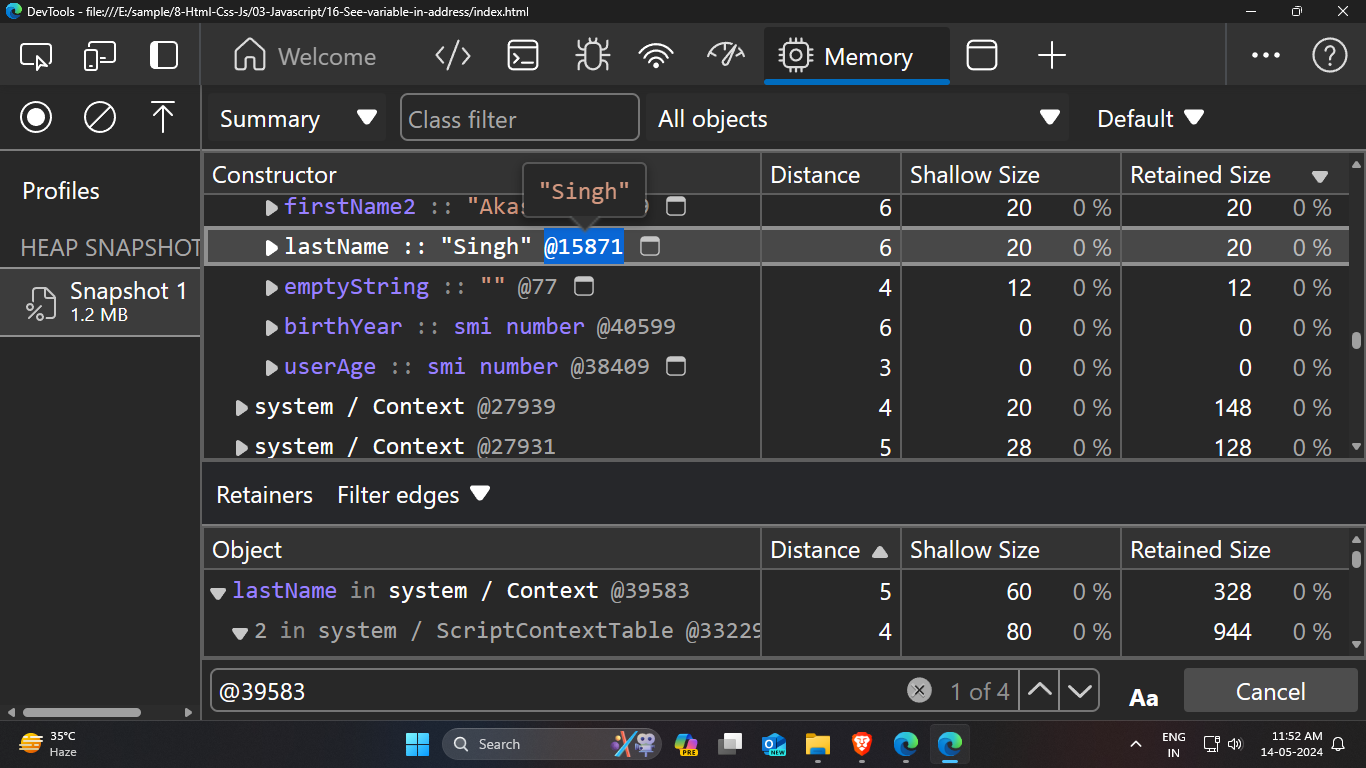 DevTools - file:///E:/sample/8-Html-Css-Js/03-Javascript/16-See-variable-in-address/index.html
Welcome
Memory
Summary
Class filter
All objects
Default
Profiles
HEAP SNAPSHOT
Snapshot 1
1.2 MB
Constructor Distance Shallow Size Retained Size
"Singh"
firstName2 :: "Aka 6 20 0 % 20 0 %
lastName :: "Singh" @15871 6 20 0 % 20 0 %
emptyString :: "" @77 4 12 0 % 12 0 %
birthYear :: smi number @40599 6 0 0 % 0 0 %
userAge :: smi number @38409 3 0 0 % 0 0 %
system / Context @27939 4 20 0 % 148 0 %
system / Context @27931 5 28 0 % 128 0 %
Retainers Filter edges
Object Distance Shallow Size Retained Size
lastName in system / Context @39583 5 60 0 % 328 0 %
2 in system / ScriptContextTable @33229 4 80 0 % 944 0 %
@39583 1 of 4 Aa Cancel
35°C
Haze
Search
PRE
NEW
ENG
IN
11:52 AM
14-05-2024